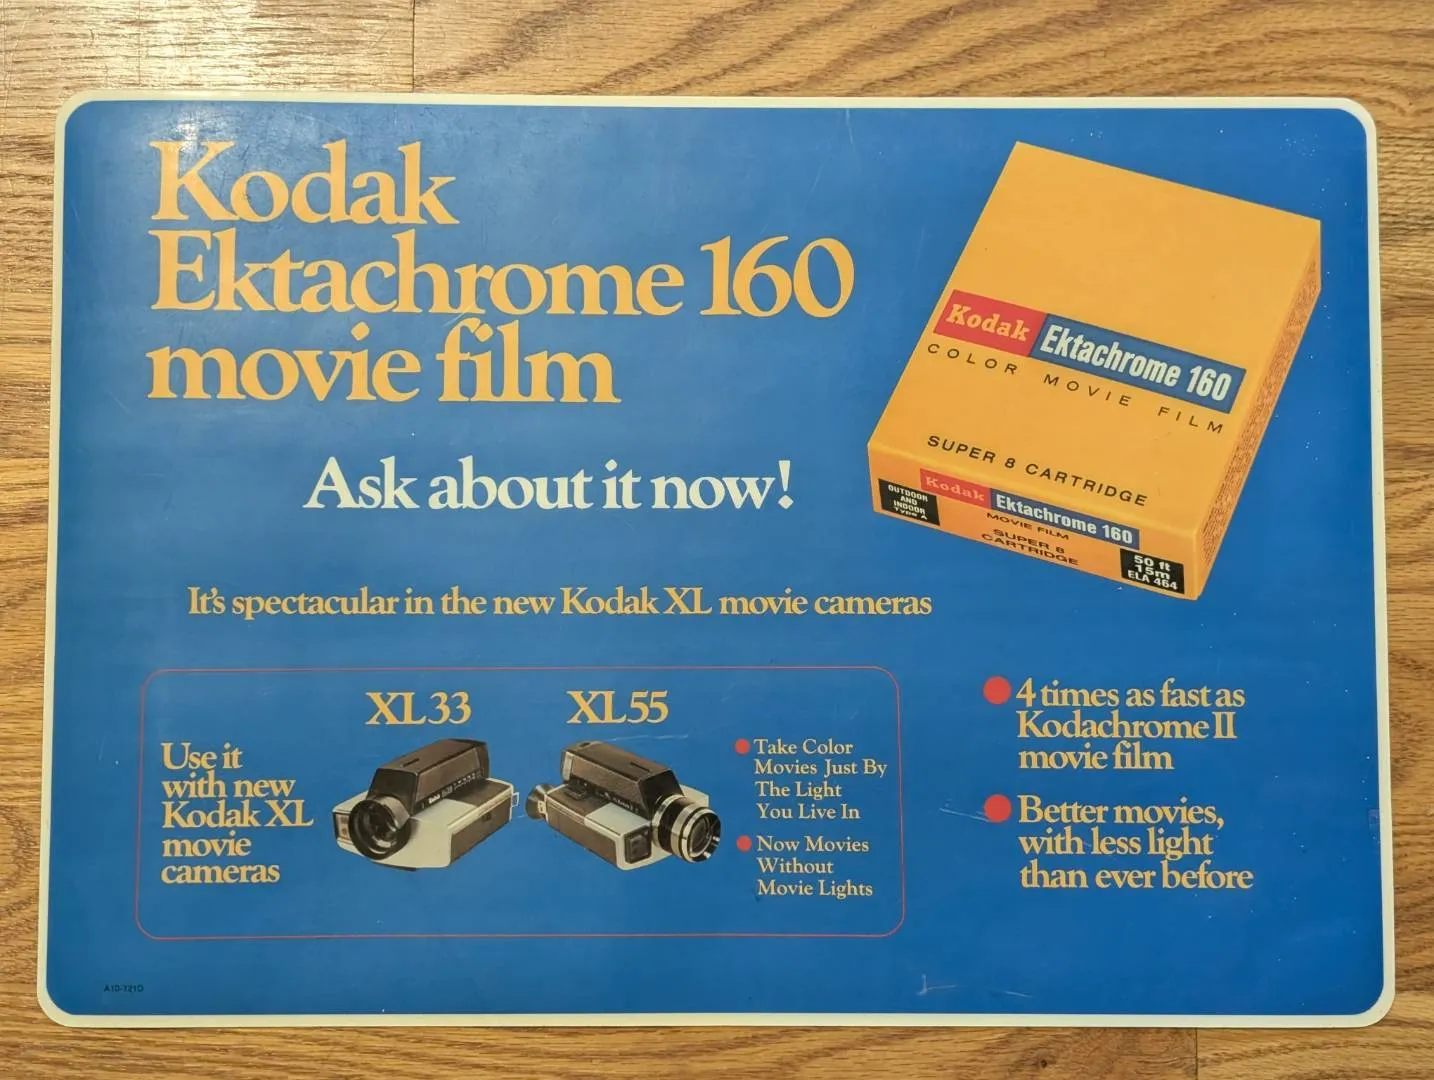 Kodak
Ektachrome 160
movie film
Ask about it now!
It's spectacular in the new Kodak XL movie cameras
Kodak Ektachrome 160
COLOR MOVIE FILM
SUPER 8 CARTRIDGE
OUTDOOR
AND
INDOOR
TYPE A
Kodak Ektachrome 160
MOVIE FILM
SUPER 8
CARTRIDGE
50 ft
15m
ELA 464
Use it
with new
Kodak XL
movie
cameras
XL33
XL55
Take Color
Movies Just By
The Light
You Live In
Now Movies
Without
Movie Lights
4 times as fast as
Kodachrome II
movie film
Better movies,
with less light
than ever before
A10-721D